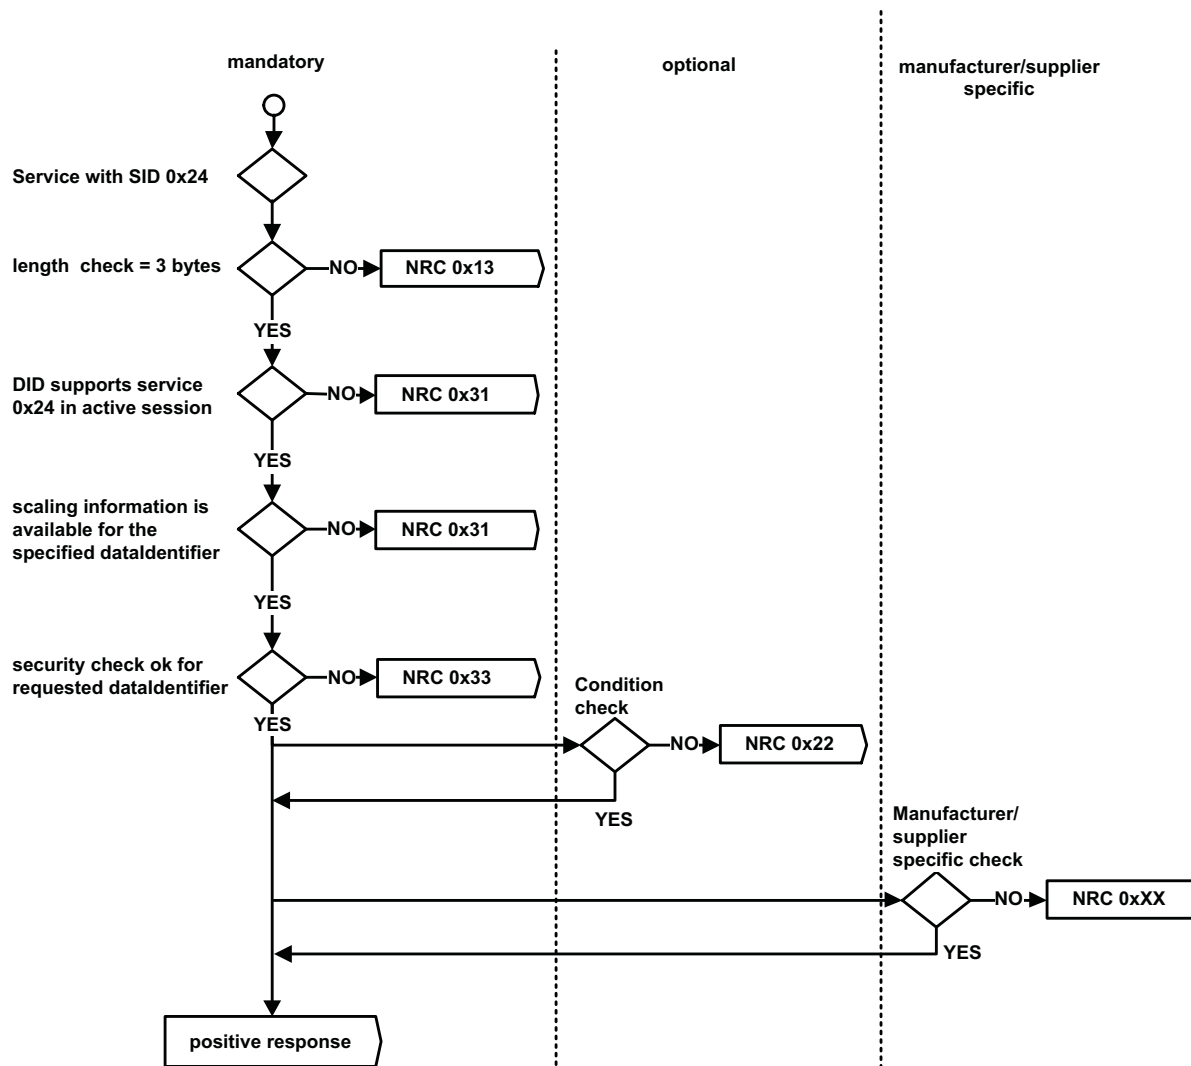 mandatory
optional
manufacturer/supplier
specific
Service with SID 0x24
length check = 3 bytes
NO
NRC 0x13
YES
DID supports service
0x24 in active session
NO
NRC 0x31
YES
scaling information is
available for the
specified dataIdentifier
NO
NRC 0x31
YES
security check ok for
requested dataIdentifier
NO
NRC 0x33
YES
Condition
check
NO
NRC 0x22
YES
Manufacturer/
supplier
specific check
NO
NRC 0xXX
YES
positive response